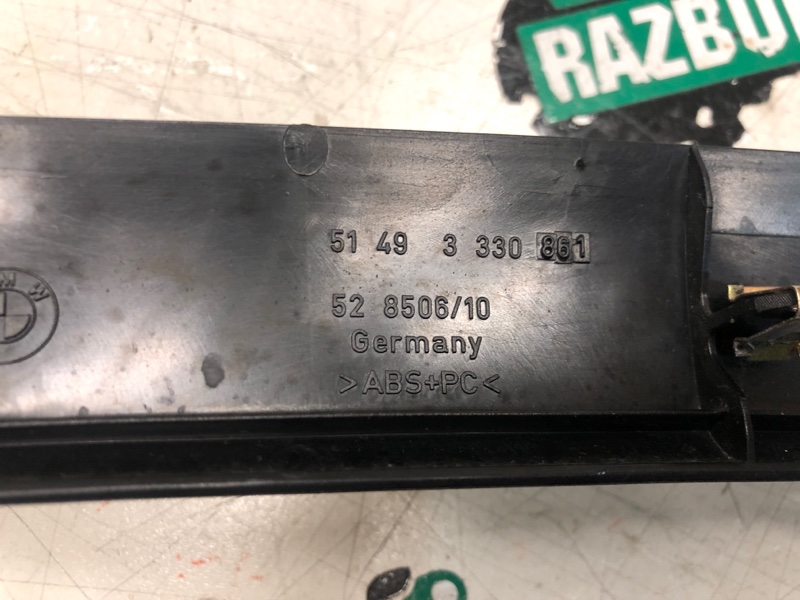 RAZBO
51 49 3 330 861
52 8506/10
Germany
>ABS+PC<